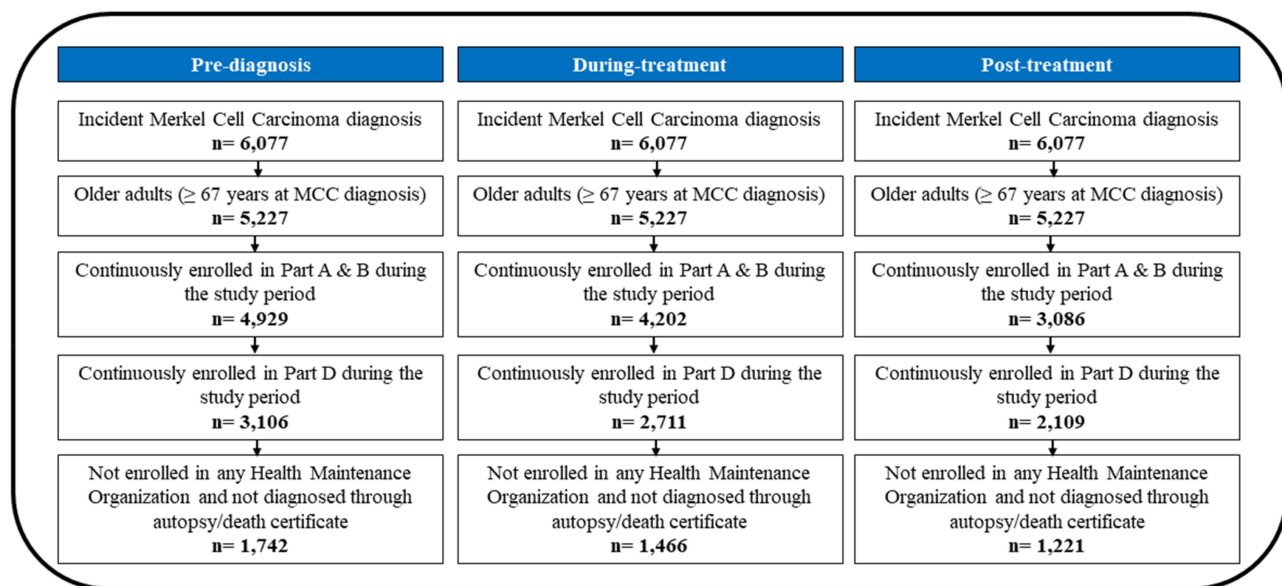 Pre-diagnosis
Incident Merkel Cell Carcinoma diagnosis
n= 6,077
Older adults (≥ 67 years at MCC diagnosis)
n= 5,227
Continuously enrolled in Part A & B during
the study period
n= 4,929
Continuously enrolled in Part D during the
study period
n= 3,106
Not enrolled in any Health Maintenance
Organization and not diagnosed through
autopsy/death certificate
n= 1,742
During-treatment
Incident Merkel Cell Carcinoma diagnosis
n= 6,077
Older adults (≥ 67 years at MCC diagnosis)
n= 5,227
Continuously enrolled in Part A & B during
the study period
n= 4,202
Continuously enrolled in Part D during the
study period
n= 2,711
Not enrolled in any Health Maintenance
Organization and not diagnosed through
autopsy/death certificate
n= 1,466
Post-treatment
Incident Merkel Cell Carcinoma diagnosis
n= 6,077
Older adults (≥ 67 years at MCC diagnosis)
n= 5,227
Continuously enrolled in Part A & B during
the study period
n= 3,086
Continuously enrolled in Part D during the
study period
n= 2,109
Not enrolled in any Health Maintenance
Organization and not diagnosed through
autopsy/death certificate
n= 1,221